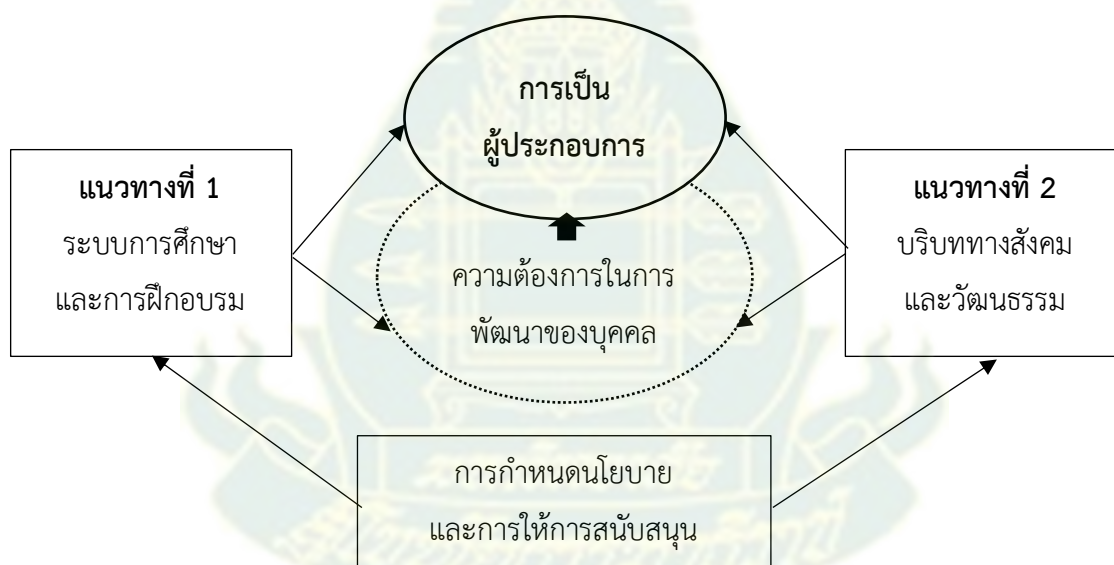 การเป็น
ผู้ประกอบการ
แนวทางที่ 1
ระบบการศึกษา
และการฝึกอบรม
ความต้องการในการ
พัฒนาของบุคคล
แนวทางที่ 2
บริบททางสังคม
และวัฒนธรรม
การกำหนดนโยบาย
และการให้การสนับสนุน